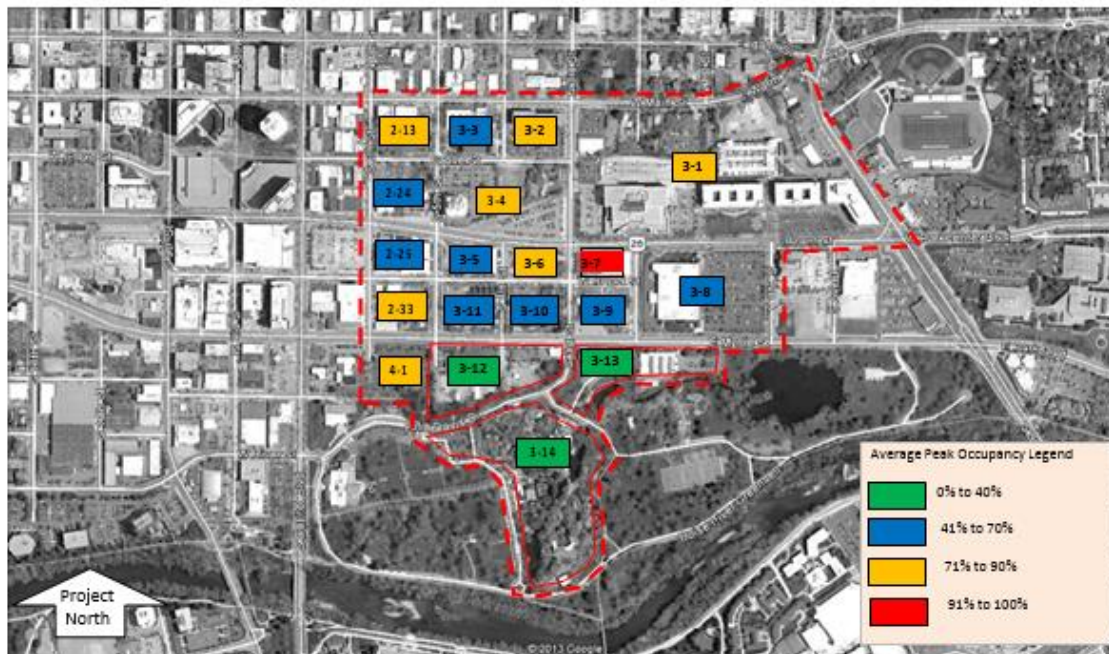 2-13
3-3
3-2
3-1
2-24
3-4
26
2-25
3-5
3-6
3-7
3-8
2-33
3-11
3-10
3-9
4-1
3-12
3-13
3-14
Average Peak Occupancy Legend
0% to 40%
41% to 70%
71% to 90%
91% to 100%
Project
North
© 2013 Google